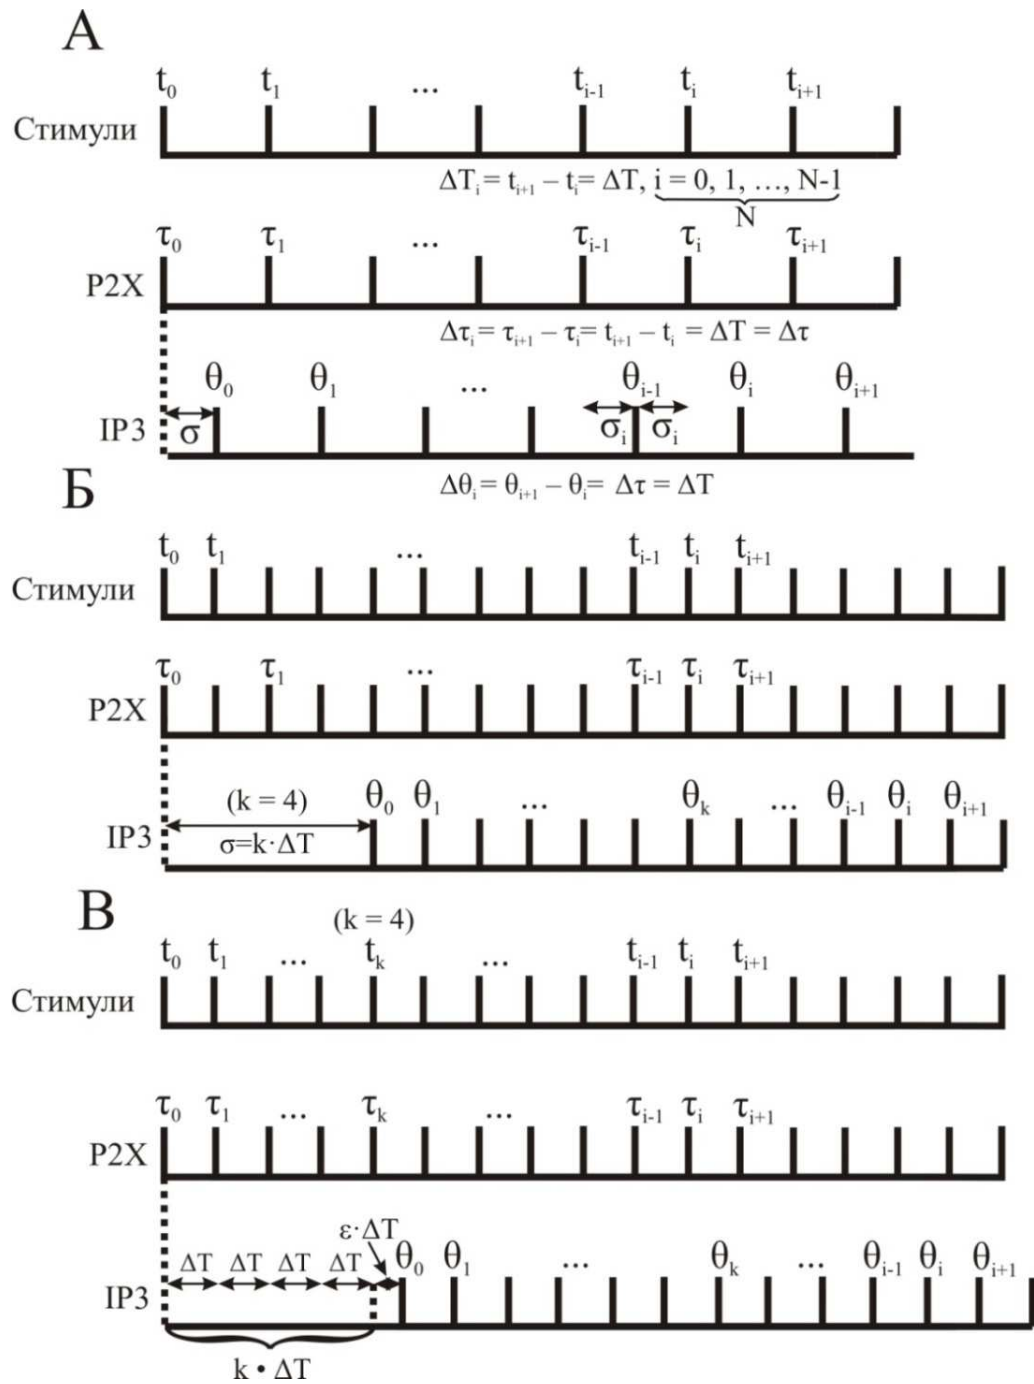 А
t₀ t₁ ... tᵢ₋₁ tᵢ tᵢ₊₁
Стимули
ΔTᵢ = tᵢ₊₁ – tᵢ = ΔT, i = 0, 1, ..., N-1
N
τ₀ τ₁ ... τᵢ₋₁ τᵢ τᵢ₊₁
P2X
Δτᵢ = τᵢ₊₁ – τᵢ = tᵢ₊₁ – tᵢ = ΔT = Δτ
θ₀ θ₁ ... θᵢ₋₁ θᵢ θᵢ₊₁
IP3 σ σᵢ σᵢ
Δθᵢ = θᵢ₊₁ – θᵢ = Δτ = ΔT
Б
t₀ t₁ ... tᵢ₋₁ tᵢ tᵢ₊₁
Стимули
τ₀ τ₁ ... τᵢ₋₁ τᵢ τᵢ₊₁
P2X
(k = 4) θ₀ θ₁ ... θₖ ... θᵢ₋₁ θᵢ θᵢ₊₁
IP3 σ=k·ΔT
В
(k = 4)
t₀ t₁ ... tₖ ... tᵢ₋₁ tᵢ tᵢ₊₁
Стимули
τ₀ τ₁ ... τₖ ... τᵢ₋₁ τᵢ τᵢ₊₁
P2X
ε·ΔT
ΔT ΔT ΔT ΔT θ₀ θ₁ ... θₖ ... θᵢ₋₁ θᵢ θᵢ₊₁
IP3
k • ΔT